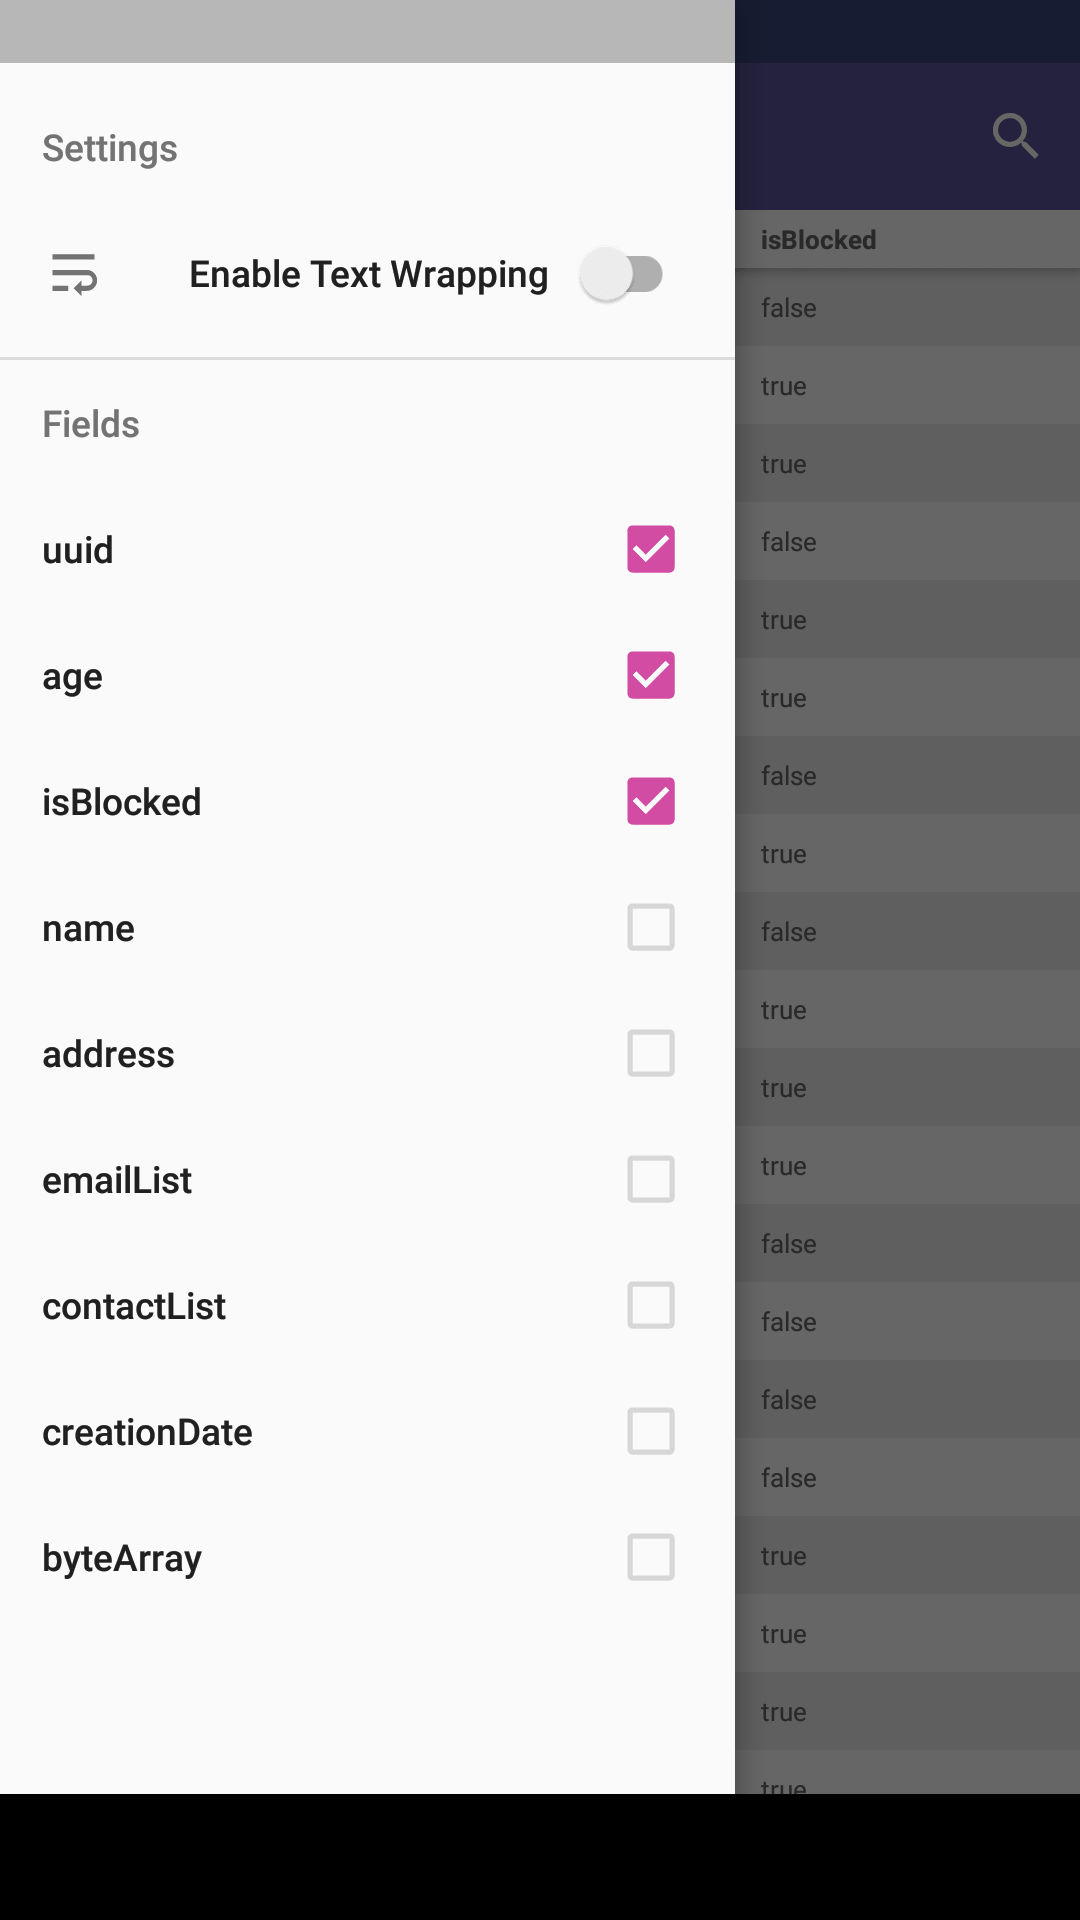 Settings
Enable Text Wrapping
Fields
uuid
age
isBlocked
name
address
emailList
contactList
creationDate
byteArray
isBlocked
false
true
true
false
true
true
false
true
false
true
true
true
false
false
false
false
true
true
true
true